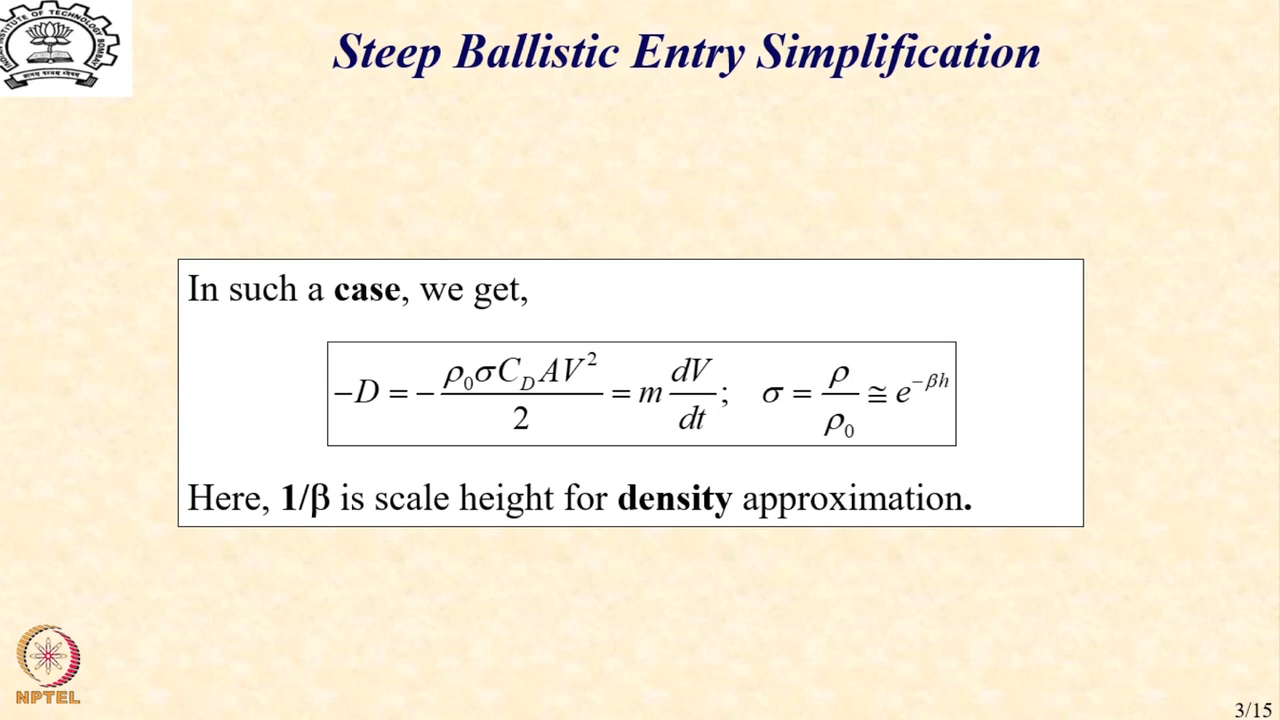 Steep Ballistic Entry Simplification
In such a case, we get,
−D = −ρ₀σC_D AV²/2 = m dV/dt; σ = ρ/ρ₀ ≅ e^(−βh)
Here, 1/β is scale height for density approximation.
NPTEL
3/15